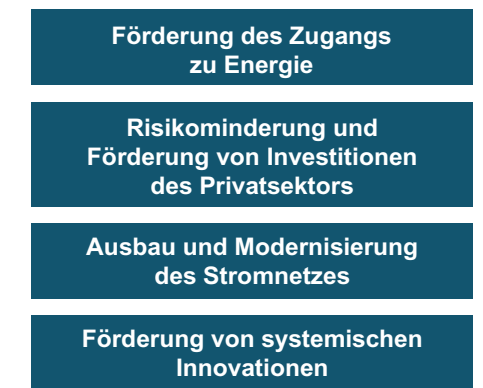 Förderung des Zugangs
zu Energie
Risikominderung und
Förderung von Investitionen
des Privatsektors
Ausbau und Modernisierung
des Stromnetzes
Förderung von systemischen
Innovationen